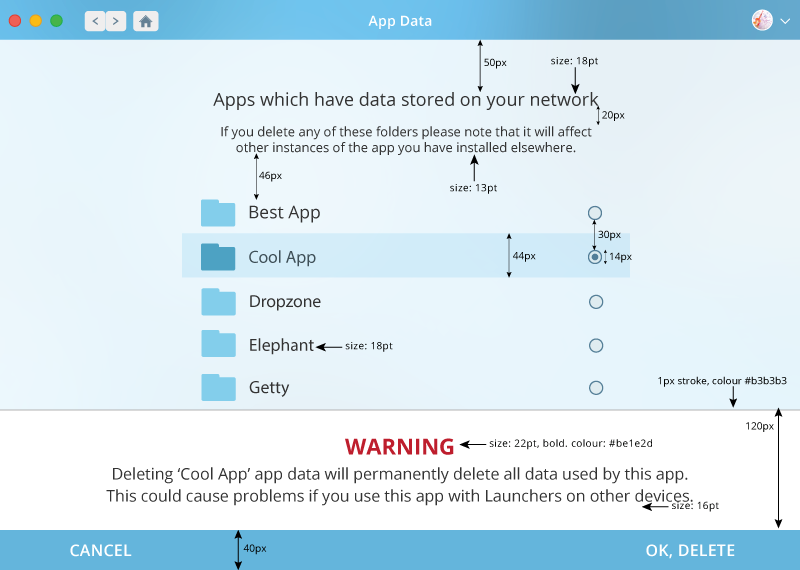 App Data
50px
size: 18pt
Apps which have data stored on your network
20px
If you delete any of these folders please note that it will affect
other instances of the app you have installed elsewhere.
46px
size: 13pt
Best App
30px
Cool App
44px
14px
Dropzone
Elephant
size: 18pt
Getty
1px stroke, colour #b3b3b3
120px
WARNING
size: 22pt, bold. colour: #be1e2d
Deleting ‘Cool App’ app data will permanently delete all data used by this app.
This could cause problems if you use this app with Launchers on other devices.
size: 16pt
CANCEL
40px
OK, DELETE